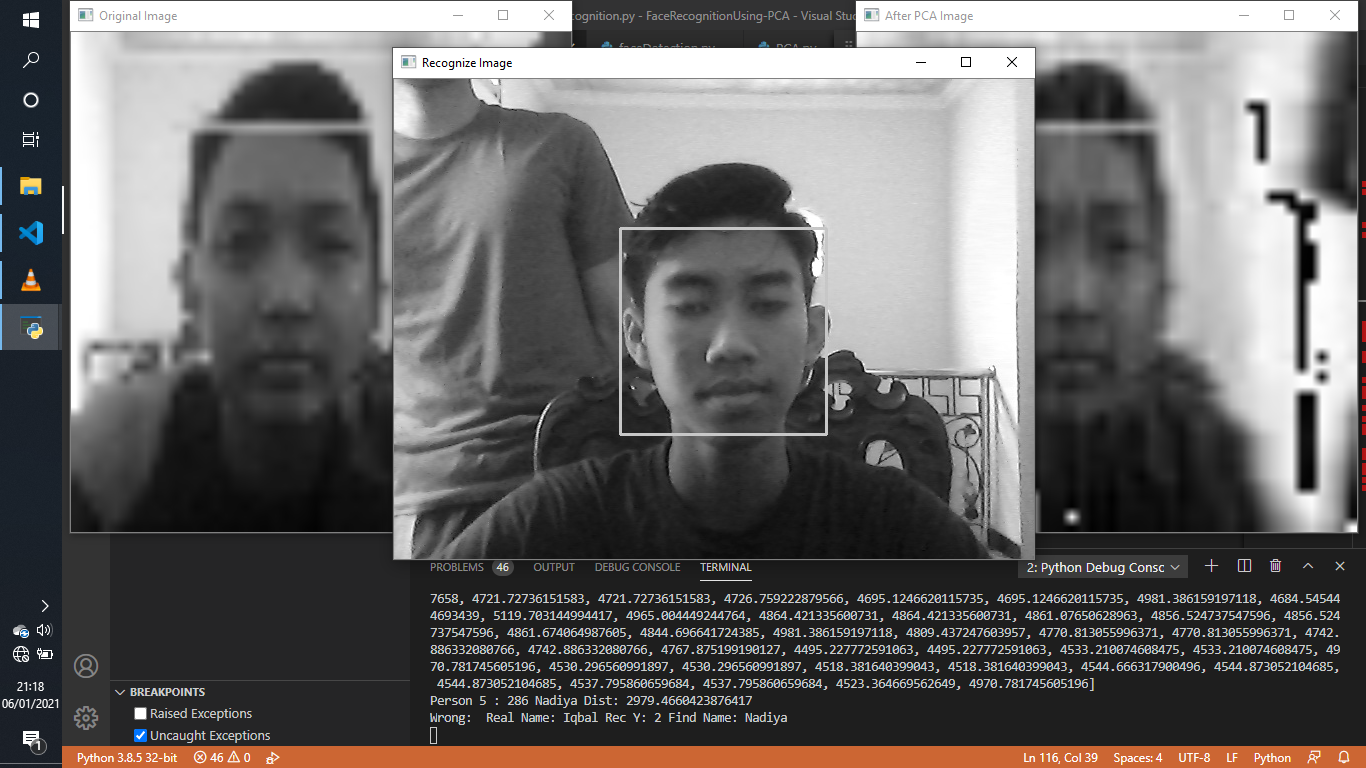 Original Image
cognition.py - FaceRecognitionUsing-PCA - Visual Stu
After PCA Image
faceDetection.py
PCA.py
Recognize Image
PROBLEMS 46 OUTPUT DEBUG CONSOLE TERMINAL 2: Python Debug Consc
7658, 4721.72736151583, 4721.72736151583, 4726.759222879566, 4695.1246620115735, 4695.1246620115735, 4981.386159197118, 4684.54544
4693439, 5119.703144994417, 4965.004449244764, 4864.421335600731, 4864.421335600731, 4861.07650628963, 4856.524737547596, 4856.524
737547596, 4861.674064987605, 4844.696641724385, 4981.386159197118, 4809.437247603957, 4770.813055996371, 4770.813055996371, 4742.
886332080766, 4742.886332080766, 4767.875199190127, 4495.227772591063, 4495.227772591063, 4533.210074608475, 4533.210074608475, 49
70.781745605196, 4530.296560991897, 4530.296560991897, 4518.381640399043, 4518.381640399043, 4544.666317900496, 4544.873052104685,
4544.873052104685, 4537.795860659684, 4537.795860659684, 4523.364669562649, 4970.781745605196]
Person 5 : 286 Nadiya Dist: 2979.4660423876417
Wrong:  Real Name: Iqbal Rec Y: 2 Find Name: Nadiya
BREAKPOINTS
Raised Exceptions
Uncaught Exceptions
21:18
06/01/2021
1
Python 3.8.5 32-bit 46 0 Ln 116, Col 39 Spaces: 4 UTF-8 LF Python